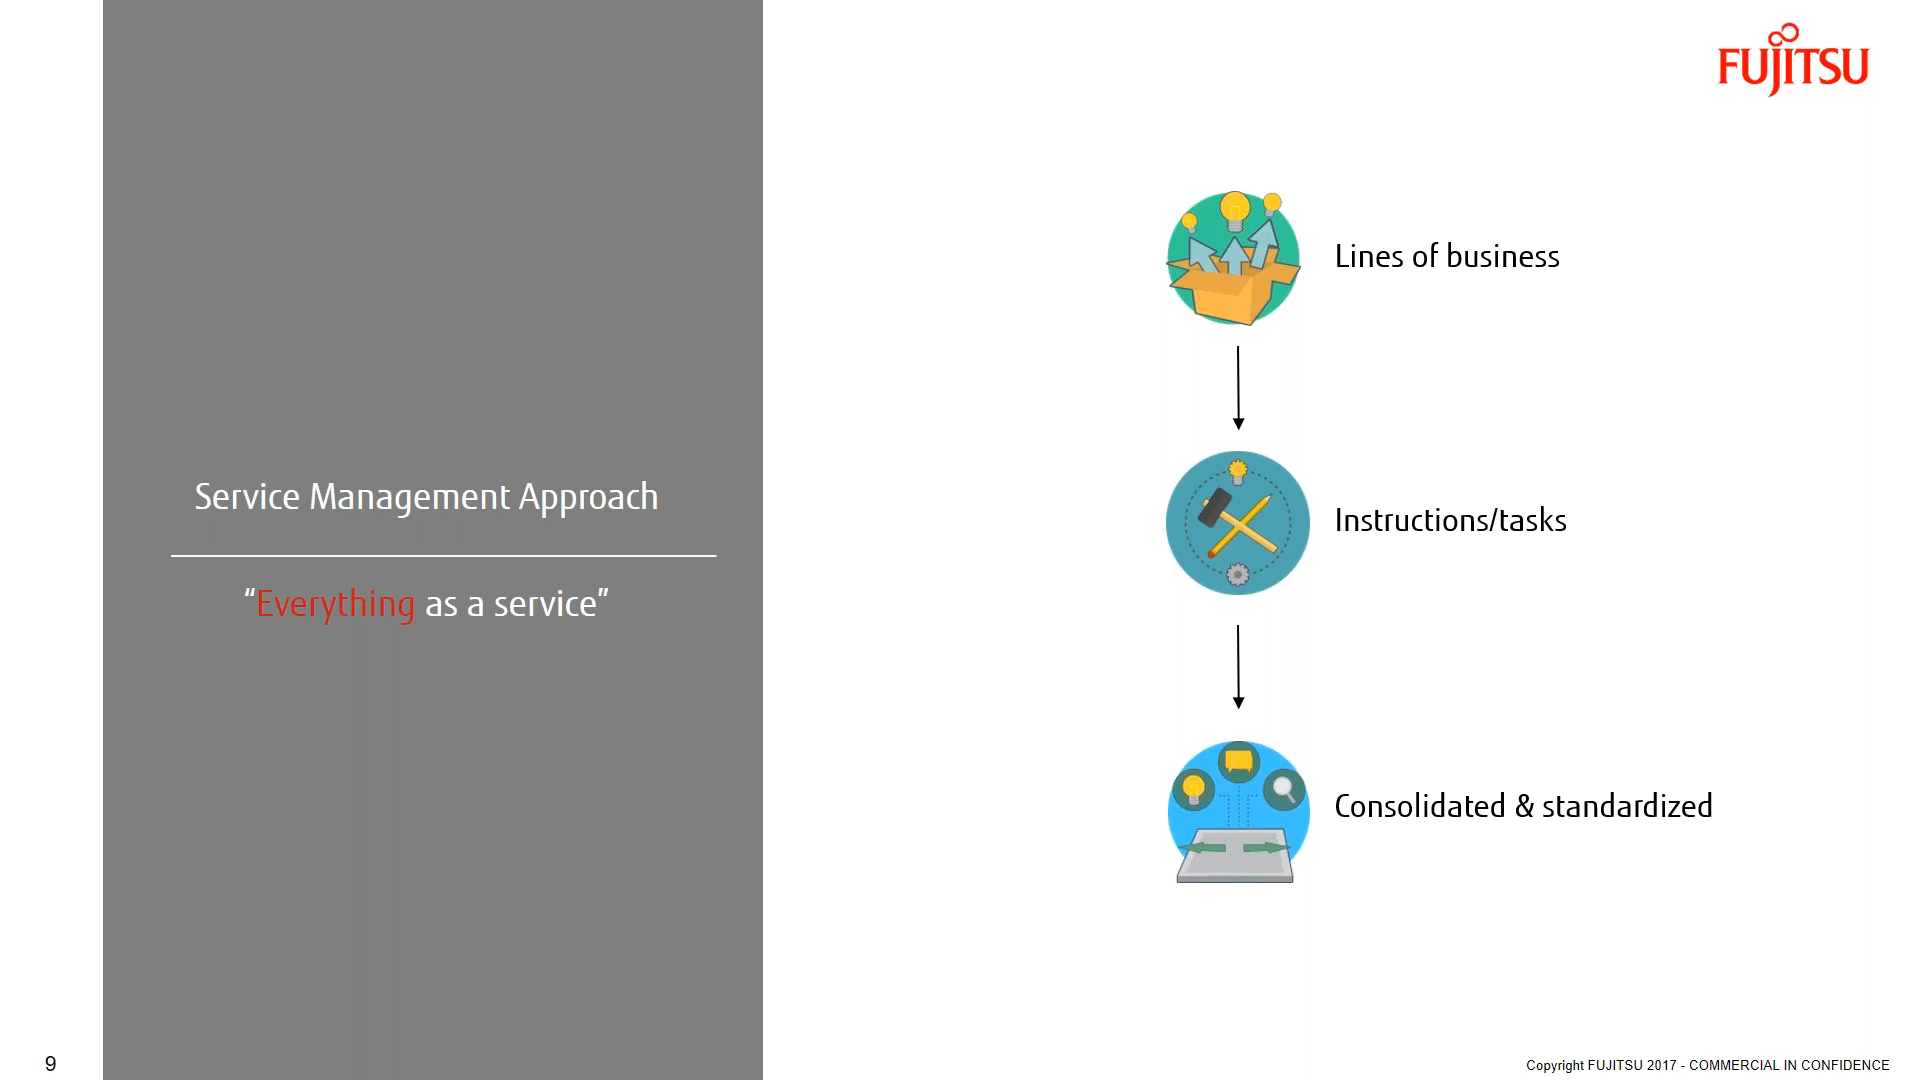 FUJITSU
Lines of business
Service Management Approach
“Everything as a service”
Instructions/tasks
Consolidated & standardized
9
Copyright FUJITSU 2017 - COMMERCIAL IN CONFIDENCE